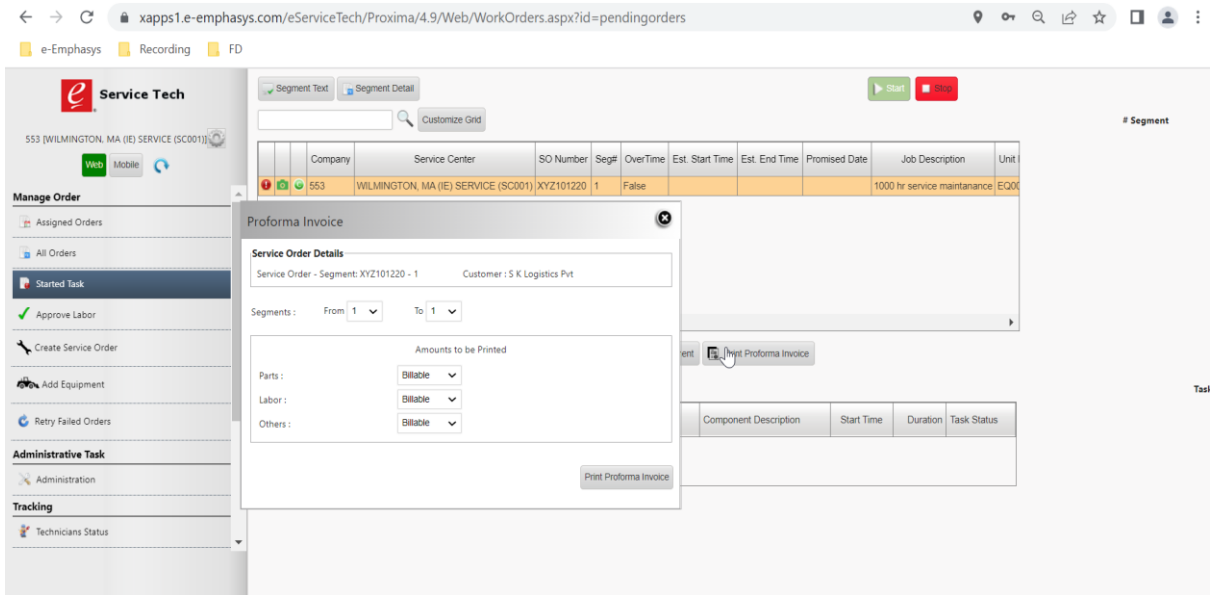 xapps1.e-emphasys.com/eServiceTech/Proxima/4.9/Web/WorkOrders.aspx?id=pendingorders
e-Emphasys Recording FD
e Service Tech
553 [WILMINGTON, MA (IE) SERVICE (SC001)]
Web Mobile
Manage Order
Assigned Orders
All Orders
Started Task
Approve Labor
Create Service Order
Add Equipment
Retry Failed Orders
Administrative Task
Administration
Tracking
Technicians Status
Segment Text Segment Detail Start Stop
Customize Grid
# Segment
Company Service Center SO Number Seg# OverTime Est. Start Time Est. End Time Promised Date Job Description Unit
553 WILMINGTON, MA (IE) SERVICE (SC001) XYZ101220 1 False 1000 hr service maintanance EQ00
Proforma Invoice
Service Order Details
Service Order - Segment: XYZ101220 - 1 Customer : S K Logistics Pvt
Segments : From 1 To 1
Amounts to be Printed
Parts : Billable
Labor : Billable
Others : Billable
Print Proforma Invoice
ent Print Proforma Invoice
Task
Component Description Start Time Duration Task Status